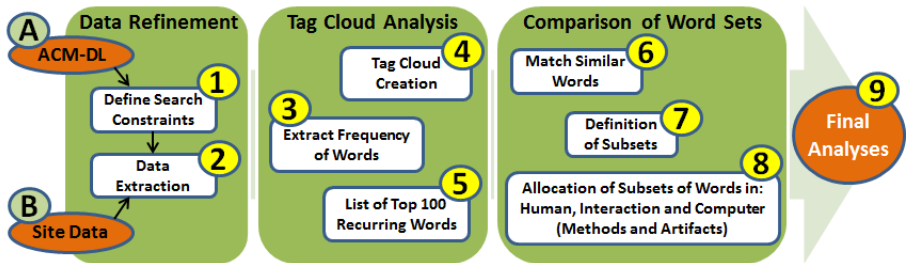 Data Refinement
A
ACM-DL
1
Define Search
Constraints
2
Data
Extraction
B
Site Data
Tag Cloud Analysis
4
Tag Cloud
Creation
3
Extract Frequency
of Words
5
List of Top 100
Recurring Words
Comparison of Word Sets
6
Match Similar
Words
7
Definition
of Subsets
8
Allocation of Subsets of Words in:
Human, Interaction and Computer
(Methods and Artifacts)
9
Final
Analyses